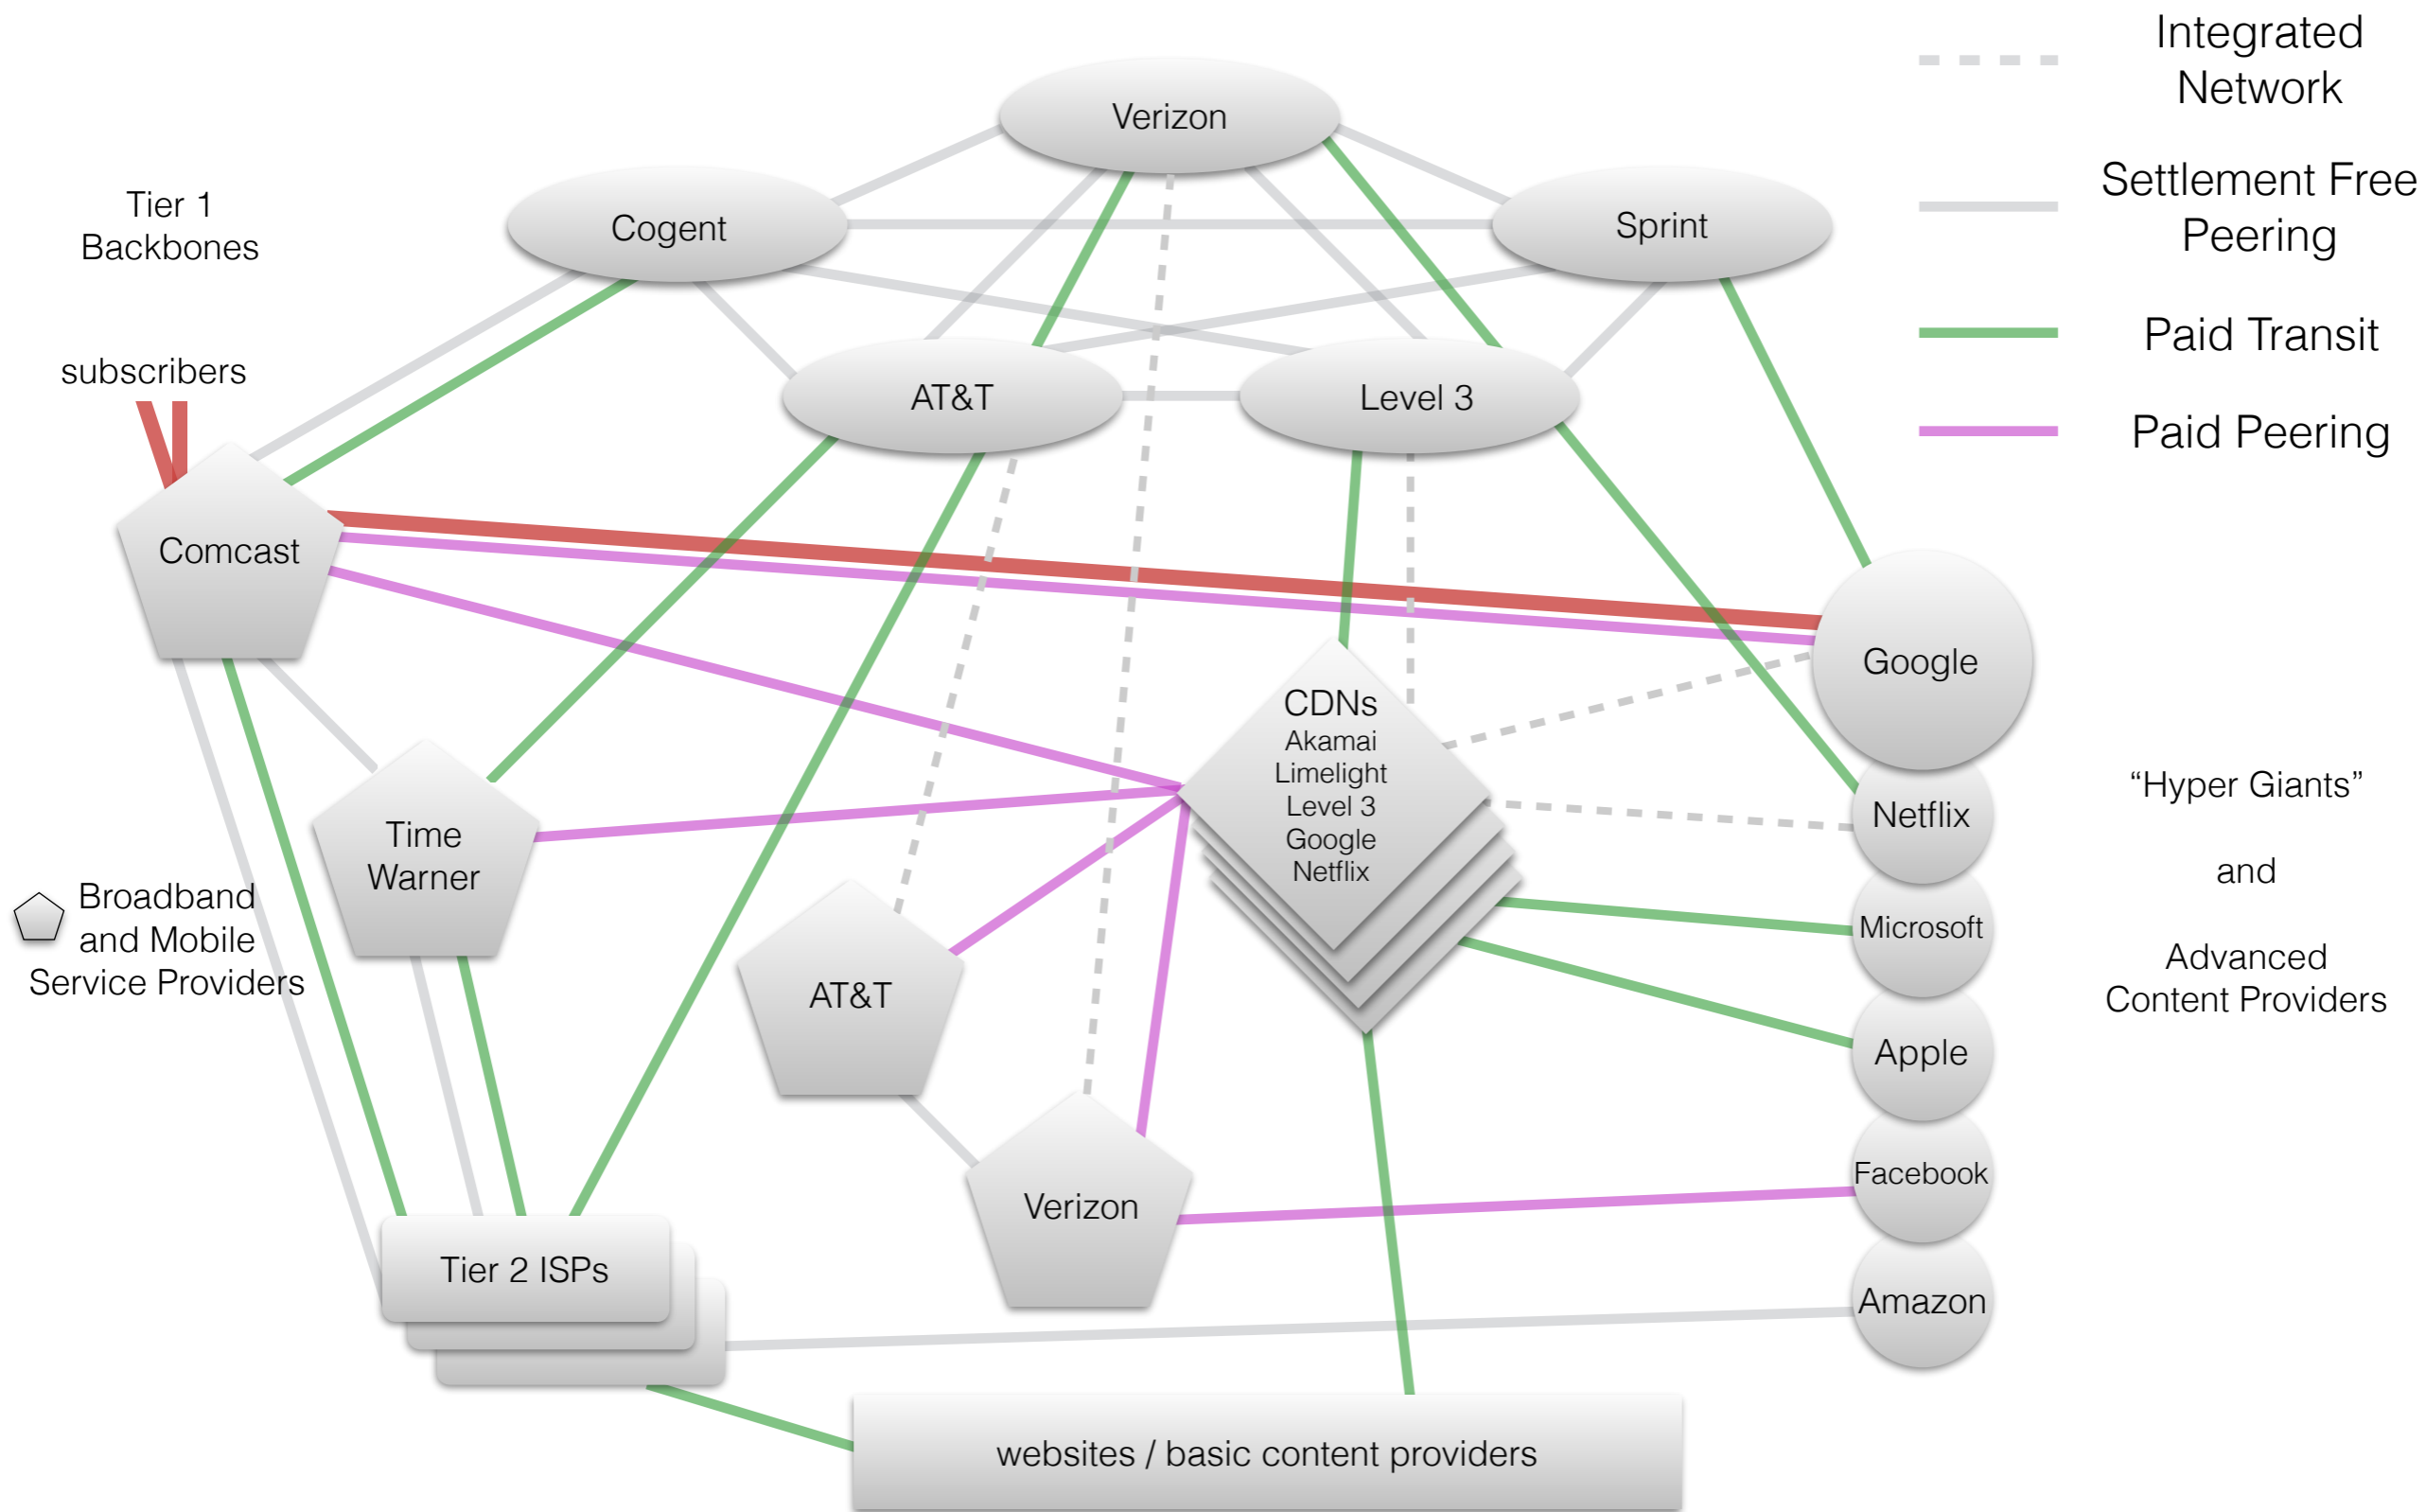 Integrated
Network
Verizon
Settlement Free
Peering
Tier 1
Backbones
Cogent
Sprint
Paid Transit
subscribers
AT&T
Level 3
Paid Peering
Comcast
Google
CDNs
Akamai
Limelight
Level 3
Google
Netflix
Time
Warner
Netflix
“Hyper Giants”
and
Advanced
Content Providers
Broadband
and Mobile
Service Providers
Microsoft
AT&T
Apple
Facebook
Verizon
Tier 2 ISPs
Amazon
websites / basic content providers